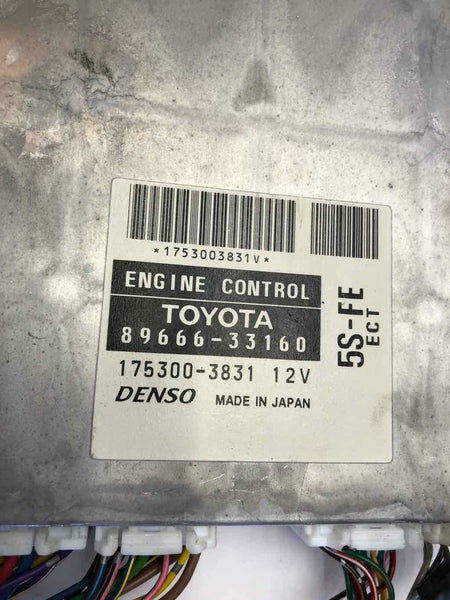 *1753003831V*
ENGINE CONTROL
TOYOTA
89666-33160
175300-3831 12V
DENSO MADE IN JAPAN
5S-FE
ECT